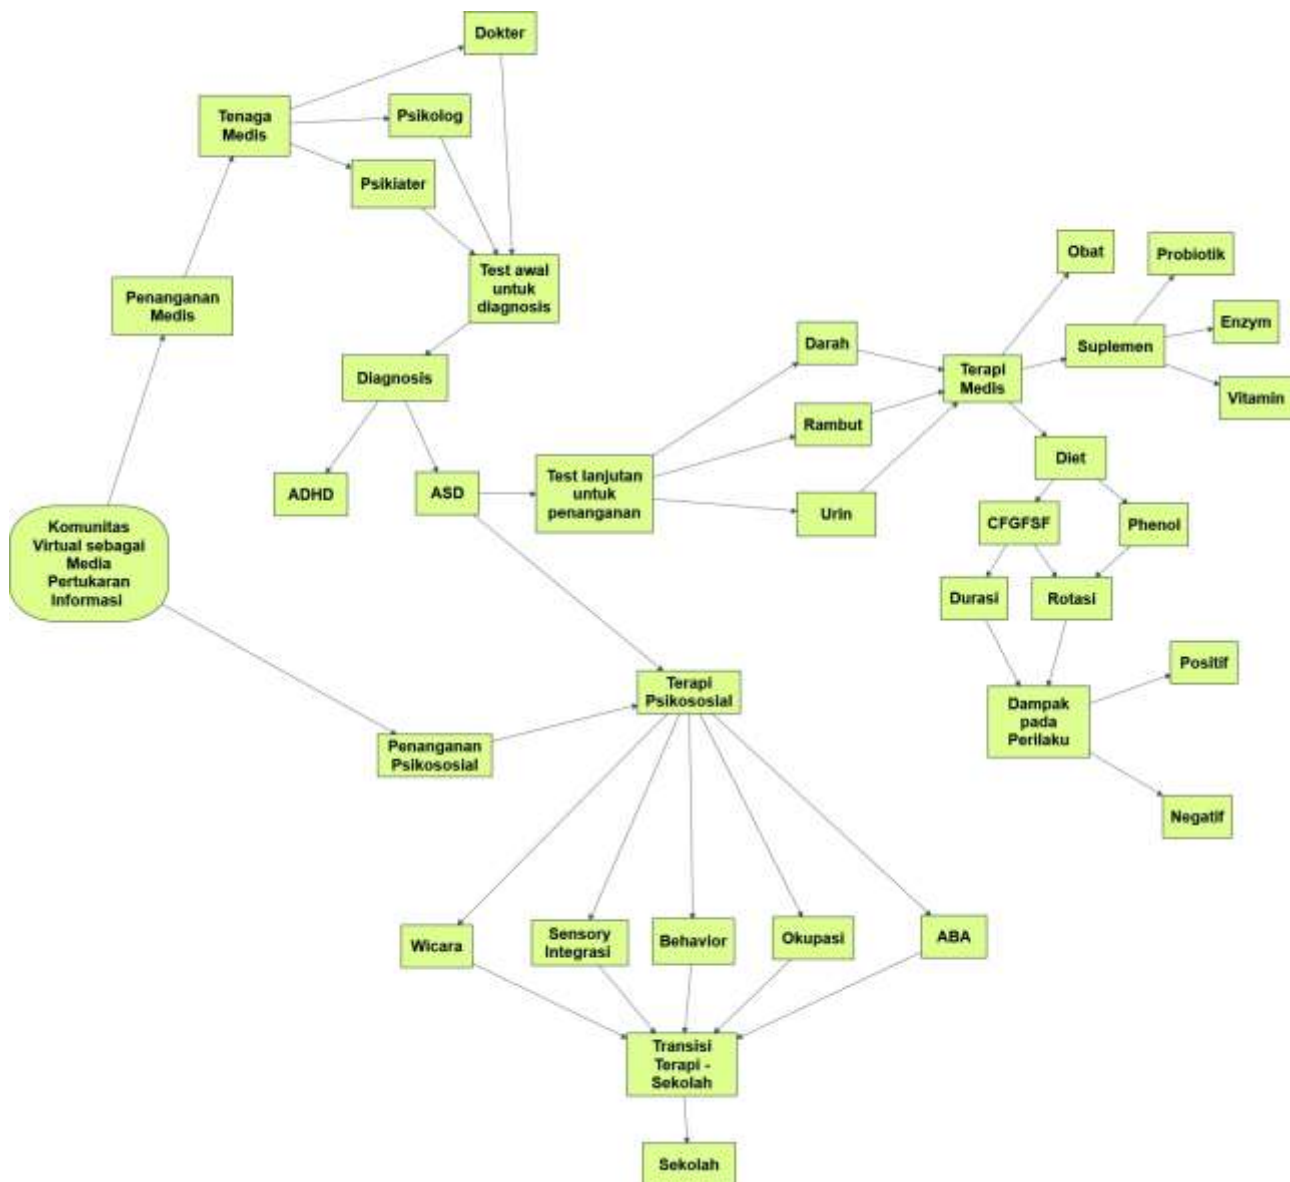 Dokter
Tenaga
Medis
Psikolog
Psikiater
Test awal
untuk
diagnosis
Penanganan
Medis
Obat
Probiotik
Enzym
Suplemen
Vitamin
Darah
Terapi
Medis
Diagnosis
Rambut
Diet
ADHD
ASD
Test lanjutan
untuk
penanganan
Urin
CFGFSF
Phenol
Komunitas
Virtual sebagai
Media
Pertukaran
Informasi
Durasi
Rotasi
Positif
Terapi
Psikososial
Dampak
pada
Perilaku
Penanganan
Psikososial
Negatif
Wicara
Sensory
Integrasi
Behavior
Okupasi
ABA
Transisi
Terapi -
Sekolah
Sekolah